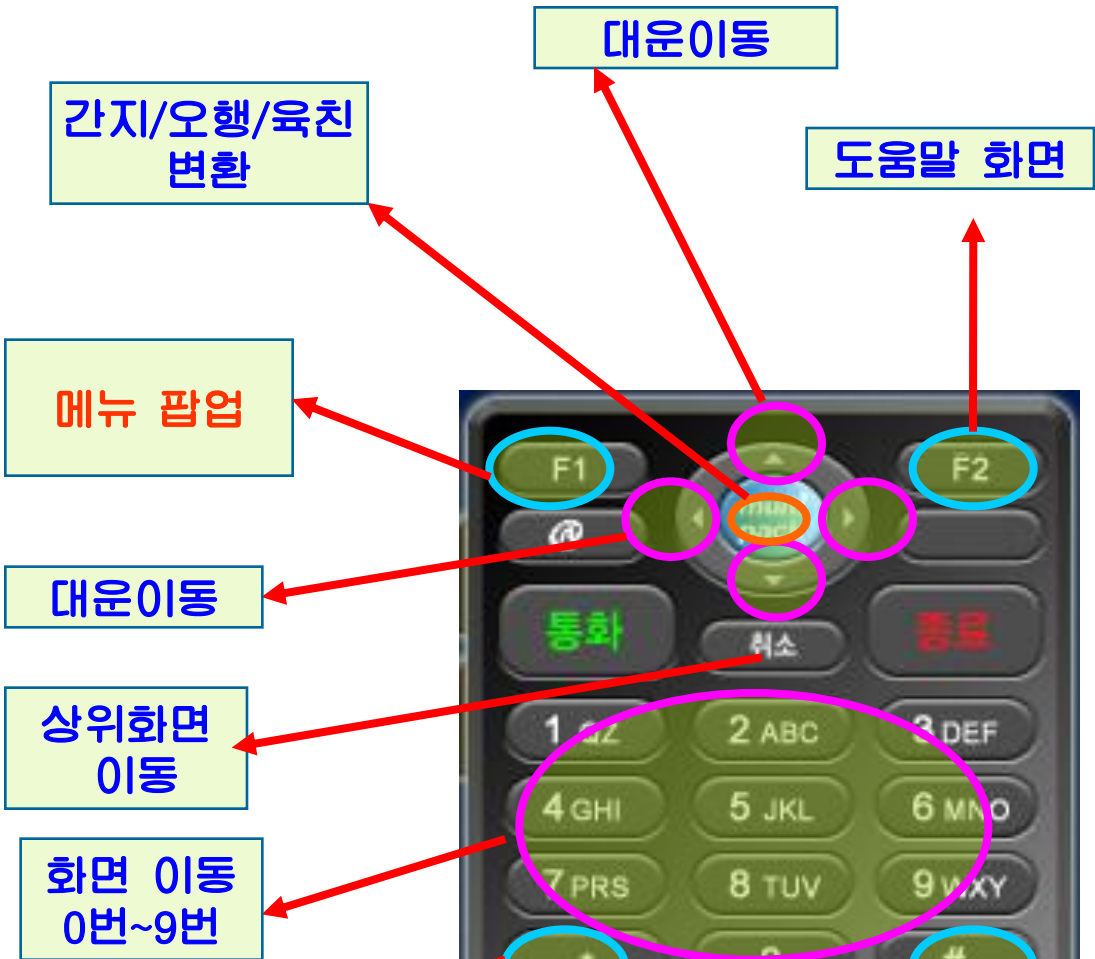 대운이동
간지/오행/육친
변환
도움말 화면
메뉴 팝업
F1
F2
@
대운이동
통화
취소
종료
상위화면
이동
1 QZ
2 ABC
3 DEF
4 GHI
5 JKL
6 MNO
화면 이동
0번~9번
7 PRS
8 TUV
9 WXY
#